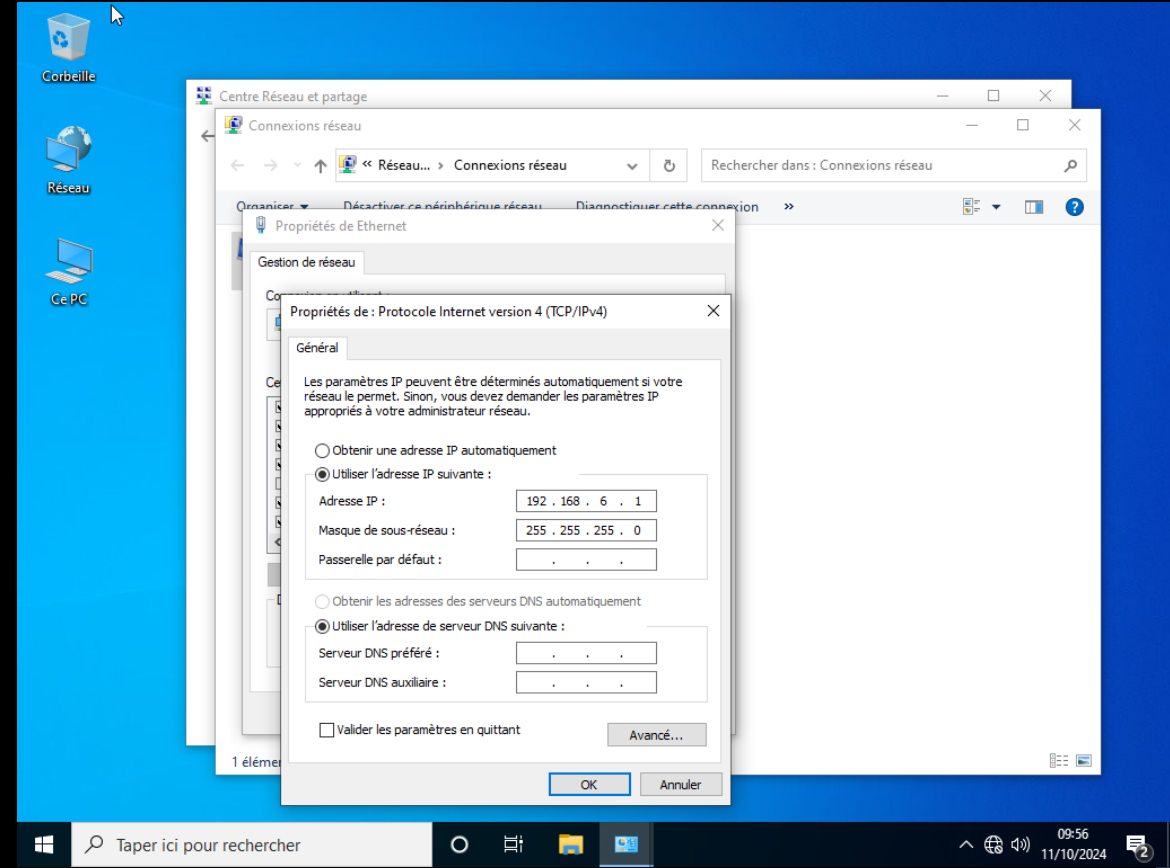 Corbeille
Réseau
Ce PC
Centre Réseau et partage
Connexions réseau
« Réseau... › Connexions réseau
Rechercher dans : Connexions réseau
Organiser
Désactiver ce périphérique réseau
Diagnostiquer cette connexion
»
Propriétés de Ethernet
Gestion de réseau
Propriétés de : Protocole Internet version 4 (TCP/IPv4)
Général
Les paramètres IP peuvent être déterminés automatiquement si votre
réseau le permet. Sinon, vous devez demander les paramètres IP
appropriés à votre administrateur réseau.
Obtenir une adresse IP automatiquement
Utiliser l'adresse IP suivante :
Adresse IP :
192 . 168 . 6 . 1
Masque de sous-réseau :
255 . 255 . 255 . 0
Passerelle par défaut :
. . .
Obtenir les adresses des serveurs DNS automatiquement
Utiliser l'adresse de serveur DNS suivante :
Serveur DNS préféré :
. . .
Serveur DNS auxiliaire :
. . .
Valider les paramètres en quittant
Avancé...
OK
Annuler
Taper ici pour rechercher
09:56
11/10/2024
2